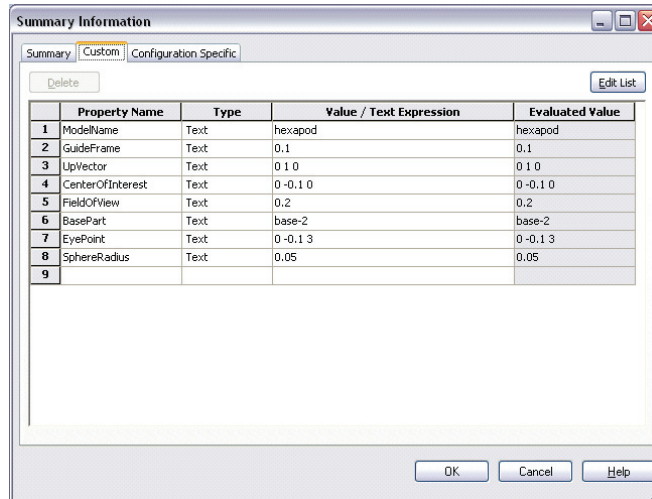 Summary Information
Summary Custom Configuration Specific
Delete Edit List
Property Name Type Value / Text Expression Evaluated Value
1 ModelName Text hexapod hexapod
2 GuideFrame Text 0.1 0.1
3 UpVector Text 0 1 0 0 1 0
4 CenterOfInterest Text 0 -0.1 0 0 -0.1 0
5 FieldOfView Text 0.2 0.2
6 BasePart Text base-2 base-2
7 EyePoint Text 0 -0.1 3 0 -0.1 3
8 SphereRadius Text 0.05 0.05
9
OK Cancel Help